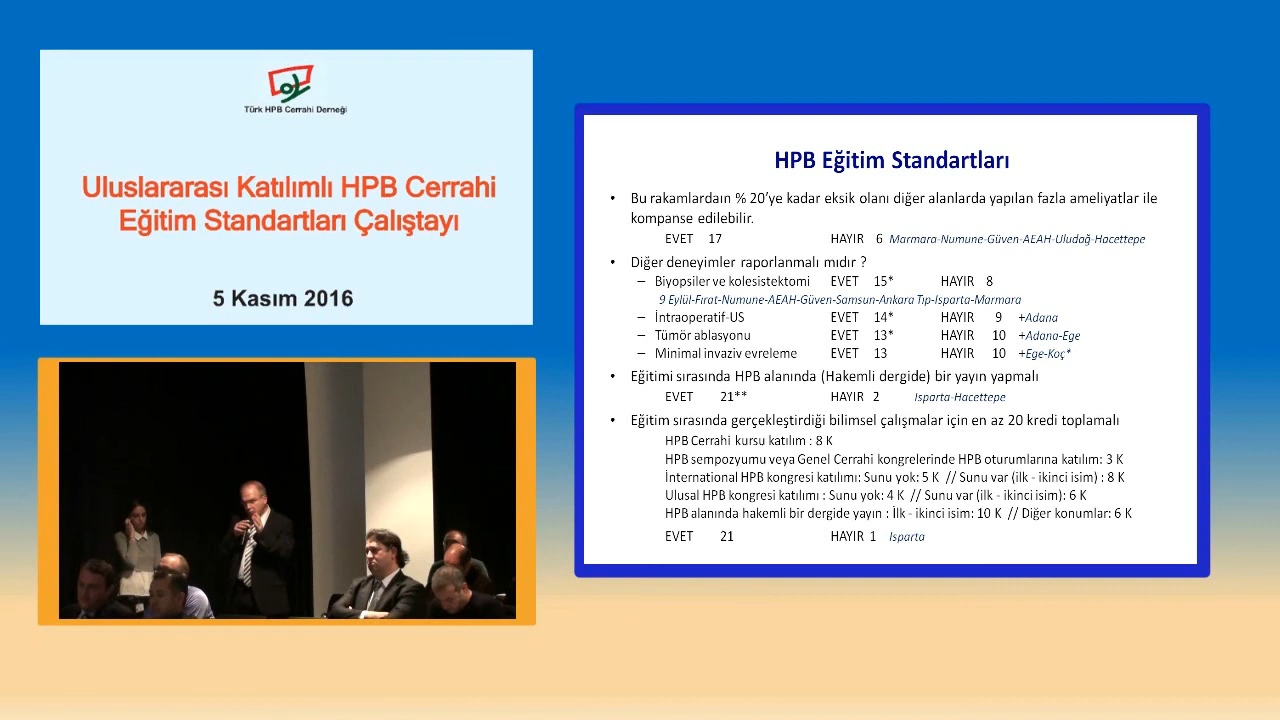 Türk HPB Cerrahi Derneği
Uluslararası Katılımlı HPB Cerrahi
Eğitim Standartları Çalıştayı
5 Kasım 2016
HPB Eğitim Standartları
• Bu rakamlardaın % 20'ye kadar eksik olanı diğer alanlarda yapılan fazla ameliyatlar ile
kompanse edilebilir.
EVET 17 HAYIR 6 Marmara-Numune-Güven-AEAH-Uludağ-Hacettepe
• Diğer deneyimler raporlanmalı mıdır ?
– Biyopsiler ve kolesistektomi EVET 15* HAYIR 8
9 Eylül-Fırat-Numune-AEAH-Güven-Samsun-Ankara Tıp-Isparta-Marmara
– İntraoperatif-US EVET 14* HAYIR 9 +Adana
– Tümör ablasyonu EVET 13* HAYIR 10 +Adana-Ege
– Minimal invaziv evreleme EVET 13 HAYIR 10 +Ege-Koç*
• Eğitimi sırasında HPB alanında (Hakemli dergide) bir yayın yapmalı
EVET 21** HAYIR 2 Isparta-Hacettepe
• Eğitim sırasında gerçekleştirdiği bilimsel çalışmalar için en az 20 kredi toplamalı
HPB Cerrahi kursu katılım : 8 K
HPB sempozyumu veya Genel Cerrahi kongrelerinde HPB oturumlarına katılım: 3 K
İnternational HPB kongresi katılımı: Sunu yok: 5 K // Sunu var (ilk - ikinci isim) : 8 K
Ulusal HPB kongresi katılımı : Sunu yok: 4 K // Sunu var (ilk - ikinci isim): 6 K
HPB alanında hakemli bir dergide yayın : İlk - ikinci isim: 10 K // Diğer konumlar: 6 K
EVET 21 HAYIR 1 Isparta